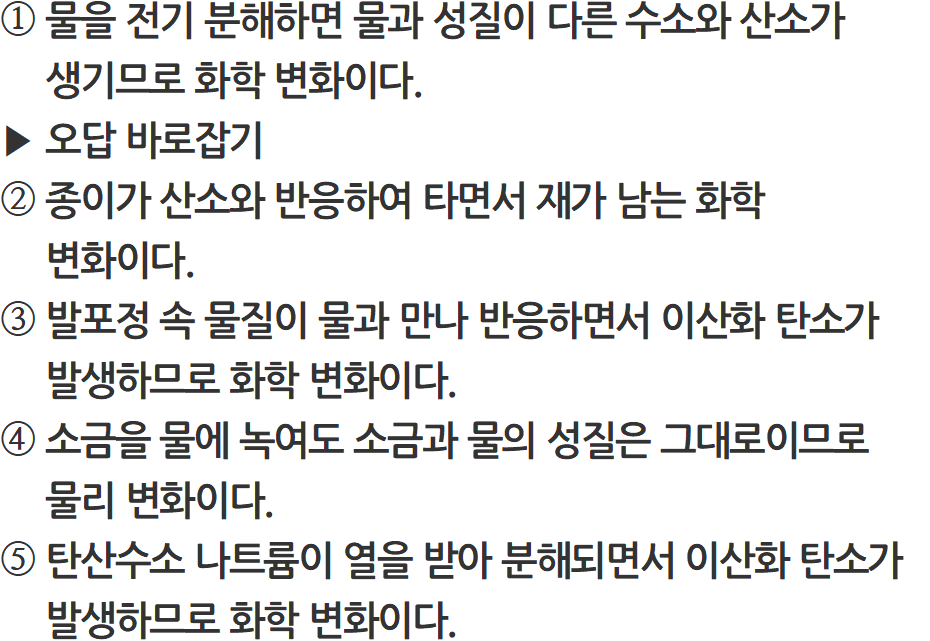 ① 물을 전기 분해하면 물과 성질이 다른 수소와 산소가
생기므로 화학 변화이다.
▶ 오답 바로잡기
② 종이가 산소와 반응하여 타면서 재가 남는 화학
변화이다.
③ 발포정 속 물질이 물과 만나 반응하면서 이산화 탄소가
발생하므로 화학 변화이다.
④ 소금을 물에 녹여도 소금과 물의 성질은 그대로이므로
물리 변화이다.
⑤ 탄산수소 나트륨이 열을 받아 분해되면서 이산화 탄소가
발생하므로 화학 변화이다.